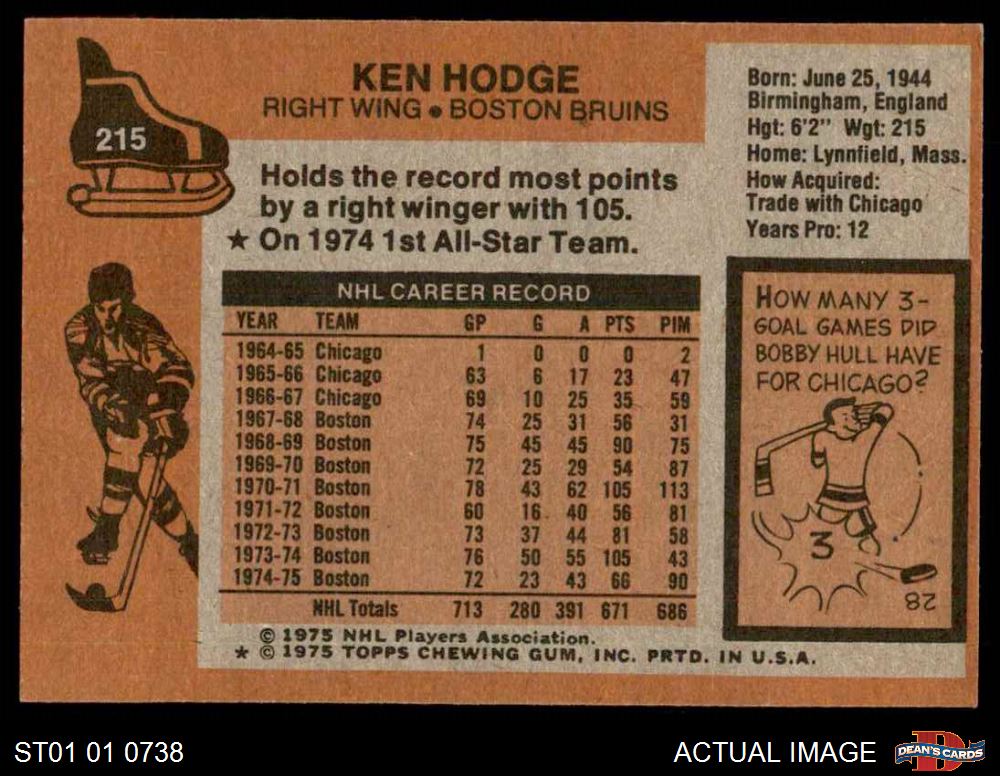 215
KEN HODGE
RIGHT WING • BOSTON BRUINS
Holds the record most points
by a right winger with 105.
★ On 1974 1st All-Star Team.
Born: June 25, 1944
Birmingham, England
Hgt: 6'2" Wgt: 215
Home: Lynnfield, Mass.
How Acquired:
Trade with Chicago
Years Pro: 12
NHL CAREER RECORD
YEAR TEAM GP G A PTS PIM
1964-65 Chicago 1 0 0 0 2
1965-66 Chicago 63 6 17 23 47
1966-67 Chicago 69 10 25 35 59
1967-68 Boston 74 25 31 56 31
1968-69 Boston 75 45 45 90 75
1969-70 Boston 72 25 29 54 87
1970-71 Boston 78 43 62 105 113
1971-72 Boston 60 16 40 56 81
1972-73 Boston 73 37 44 81 58
1973-74 Boston 76 50 55 105 43
1974-75 Boston 72 23 43 66 90
NHL Totals 713 280 391 671 686
HOW MANY 3-
GOAL GAMES DID
BOBBY HULL HAVE
FOR CHICAGO?
3
28
© 1975 NHL Players Association.
★ © 1975 TOPPS CHEWING GUM, INC. PRTD. IN U.S.A.
ST01 01 0738
ACTUAL IMAGE
D
DEAN'S CARDS